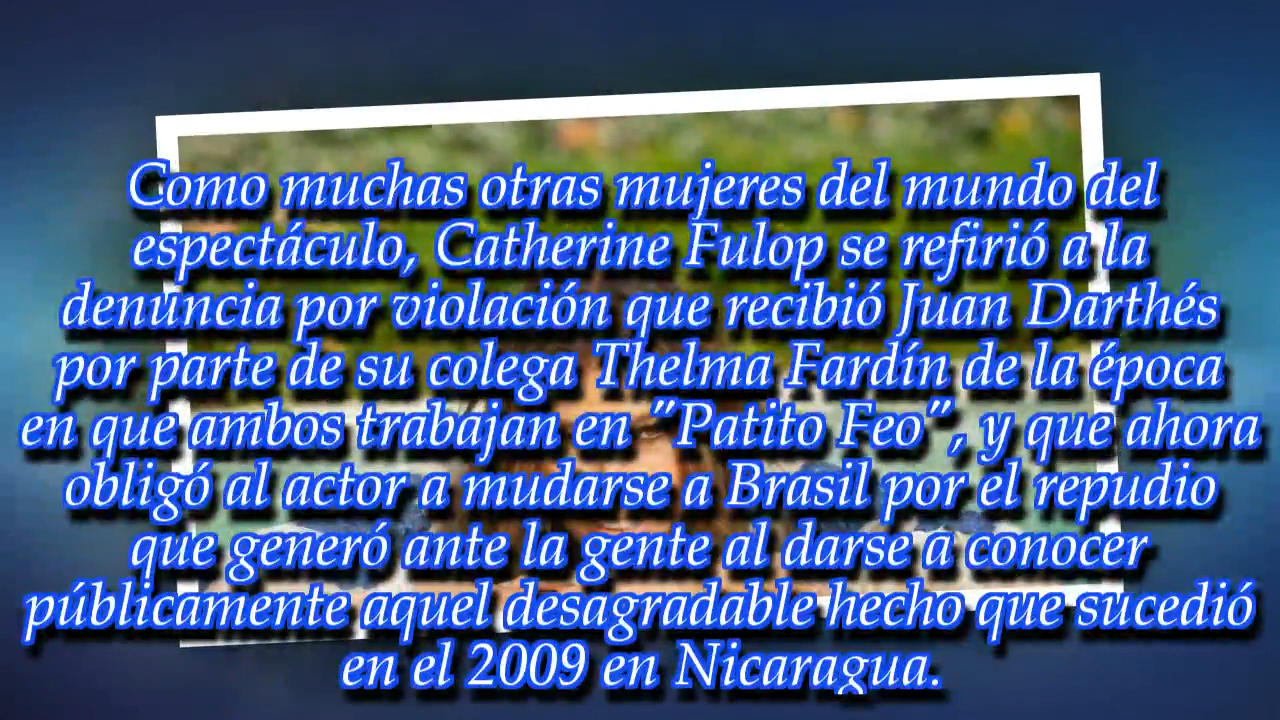 Como muchas otras mujeres del mundo del
espectáculo, Catherine Fulop se refirió a la
denuncia por violación que recibió Juan Darthés
por parte de su colega Thelma Fardín de la época
en que ambos trabajan en "Patito Feo", y que ahora
obligó al actor a mudarse a Brasil por el repudio
que generó ante la gente al darse a conocer
públicamente aquel desagradable hecho que sucedió
en el 2009 en Nicaragua.